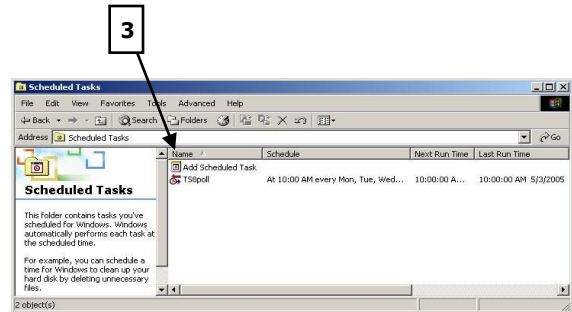 3
Scheduled Tasks
File Edit View Favorites Tools Advanced Help
Back Search Folders
Address Scheduled Tasks Go
Name Schedule Next Run Time Last Run Time
Add Scheduled Task
TSBpoll At 10:00 AM every Mon, Tue, Wed... 10:00:00 A... 10:00:00 AM 5/3/2005
Scheduled Tasks
This folder contains tasks you've
scheduled for Windows. Windows
automatically performs each task at
the scheduled time.
For example, you can schedule a
time for Windows to clean up your
hard disk by deleting unnecessary
files.
2 object(s)